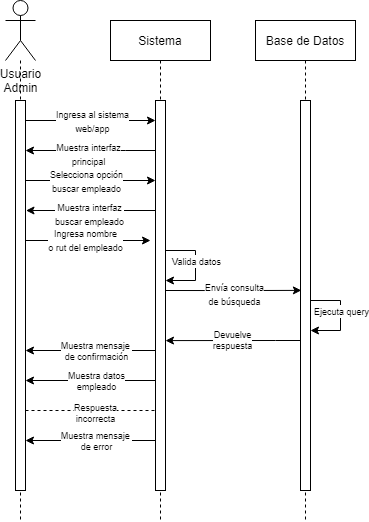 Sistema
Base de Datos
Usuario
Admin
Ingresa al sistema
web/app
Muestra interfaz
principal
Selecciona opción
buscar empleado
Muestra interfaz
buscar empleado
Ingresa nombre
o rut del empleado
Valida datos
Envía consulta
de búsqueda
Ejecuta query
Devuelve
respuesta
Muestra mensaje
de confirmación
Muestra datos
empleado
Respuesta
incorrecta
Muestra mensaje
de error